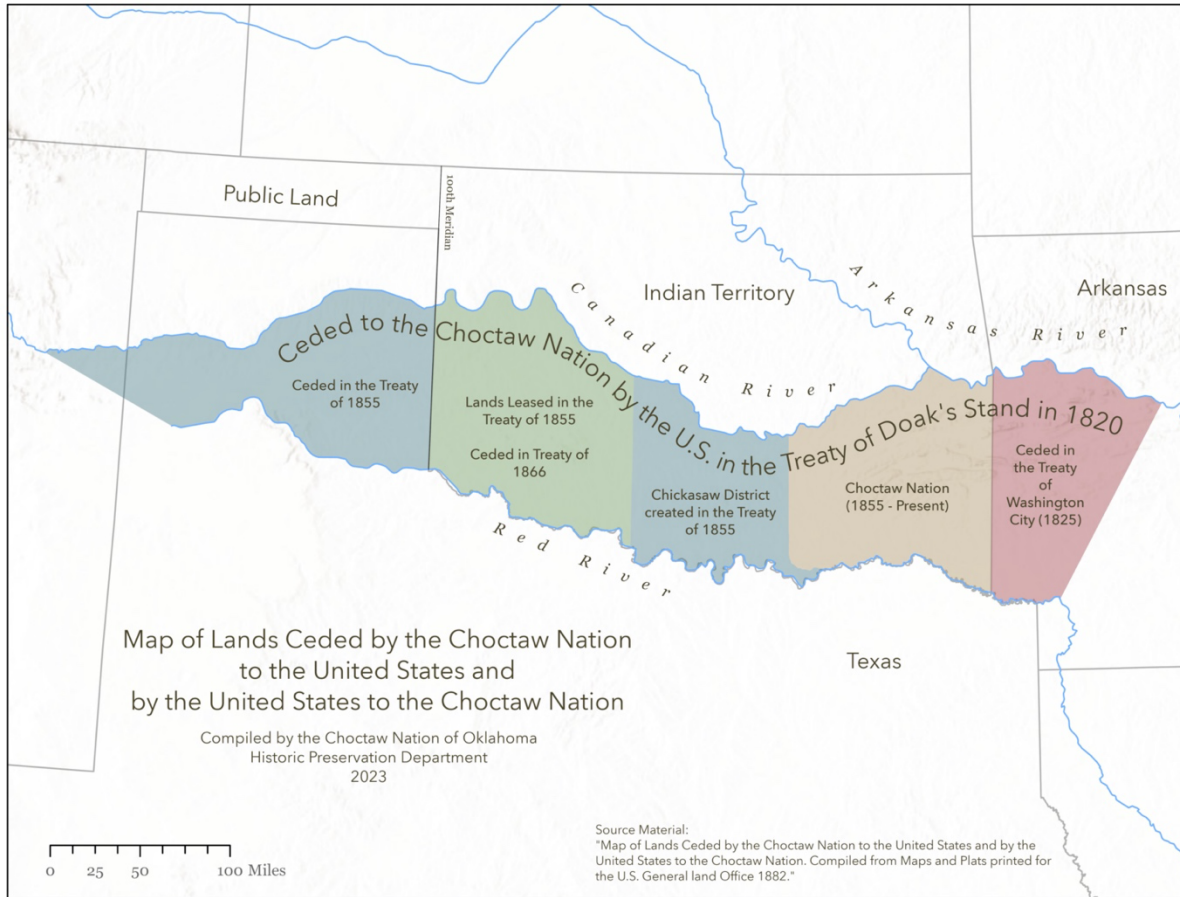 Public Land
100th Meridian
Indian Territory
Arkansas River
Arkansas
Canadian River
Ceded to the Choctaw Nation by the U.S. in the Treaty of Doak's Stand in 1820
Ceded in the Treaty
of 1855
Lands Leased in the
Treaty of 1855
Ceded in Treaty of
1866
Chickasaw District
created in the Treaty
of 1855
Choctaw Nation
(1855 - Present)
Ceded in
the Treaty
of
Washington
City (1825)
Red River
Texas
Map of Lands Ceded by the Choctaw Nation
to the United States and
by the United States to the Choctaw Nation
Compiled by the Choctaw Nation of Oklahoma
Historic Preservation Department
2023
0 25 50 100 Miles
Source Material:
"Map of Lands Ceded by the Choctaw Nation to the United States and by the
United States to the Choctaw Nation. Compiled from Maps and Plats printed for
the U.S. General land Office 1882."